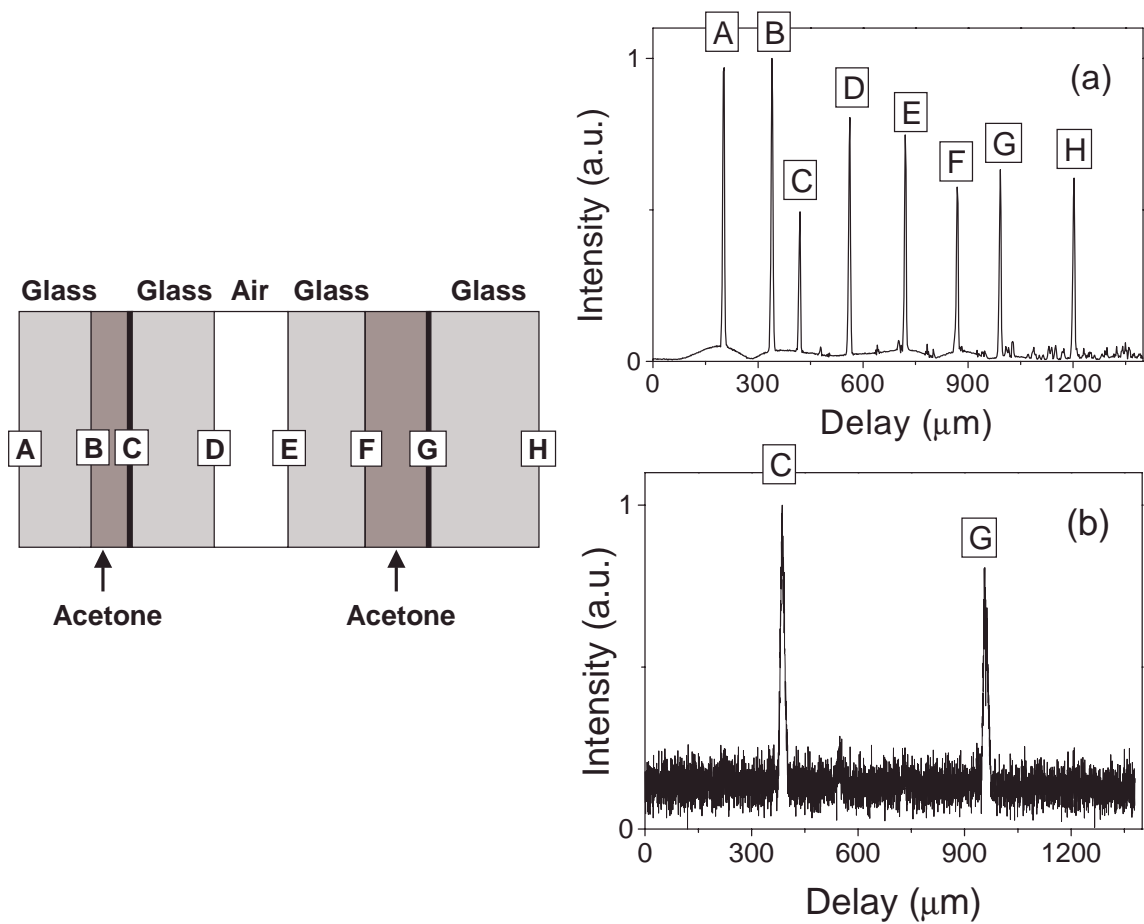 Glass Glass Air Glass Glass
A B C D E F G H
Acetone Acetone
(a)
A B C D E F G H
1
0
Intensity (a.u.)
0 300 600 900 1200
Delay (μm)
(b)
C G
1
0
Intensity (a.u.)
0 300 600 900 1200
Delay (μm)